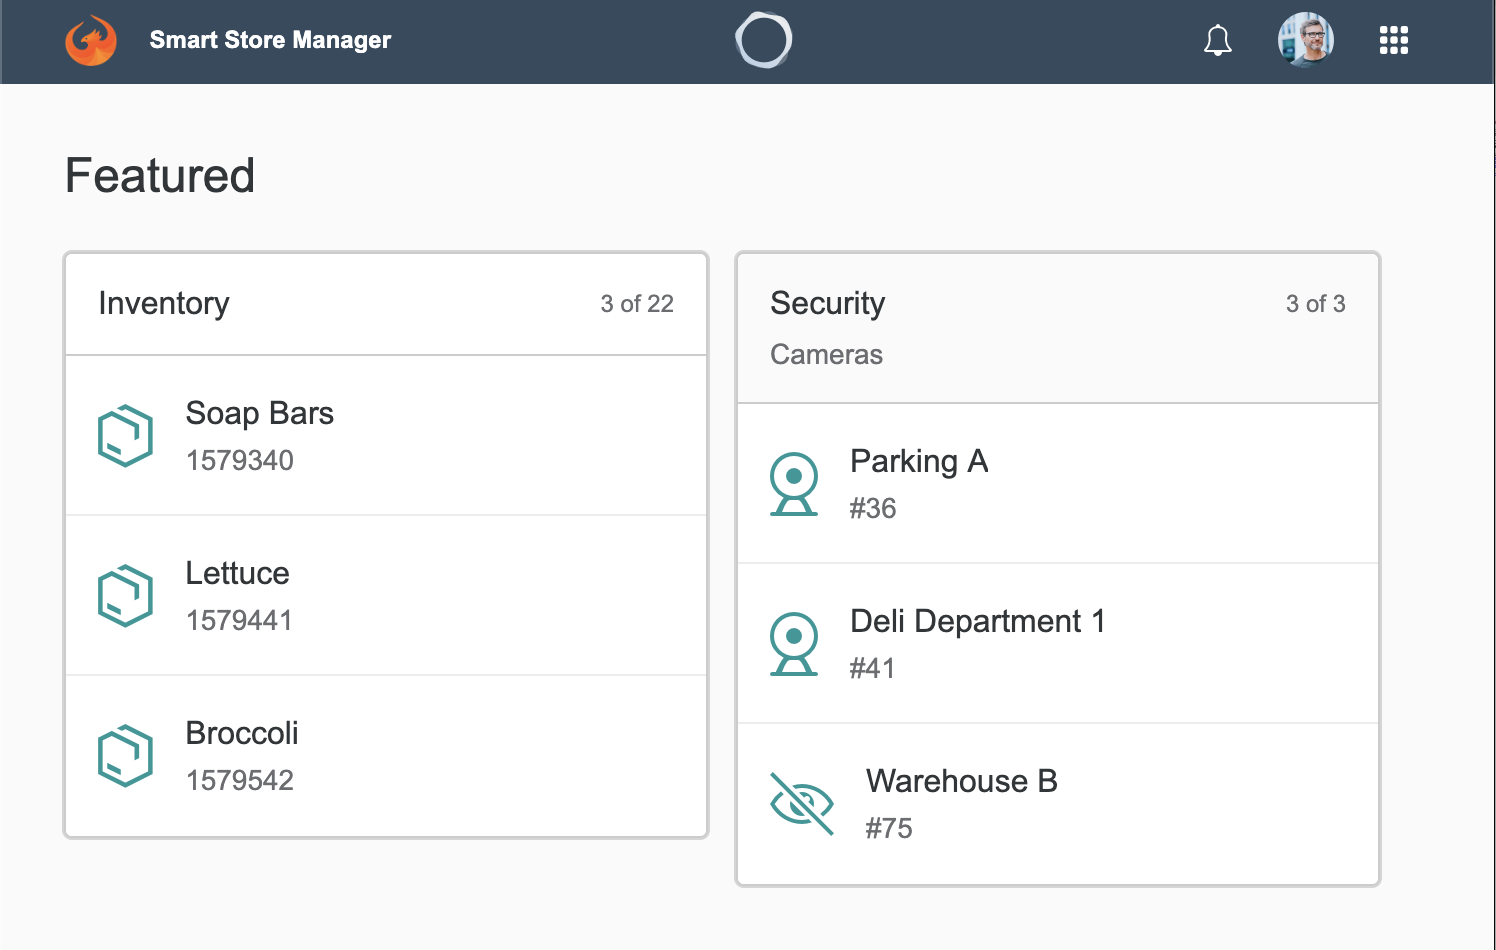 Smart Store Manager
Featured
Inventory 3 of 22
Soap Bars
1579340
Lettuce
1579441
Broccoli
1579542
Security 3 of 3
Cameras
Parking A
#36
Deli Department 1
#41
Warehouse B
#75